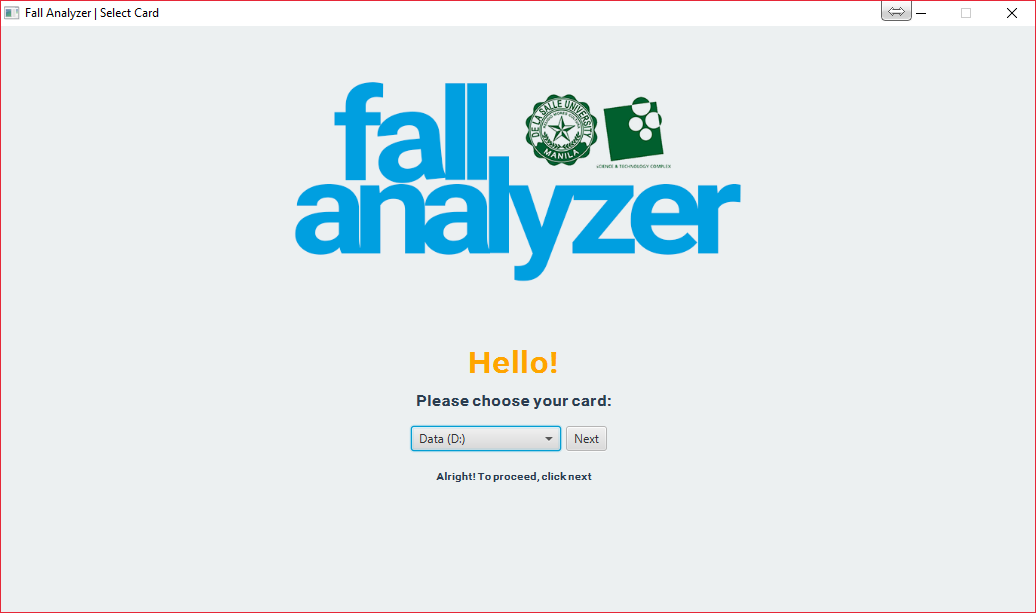 Fall Analyzer | Select Card
fall
analyzer
DE LA SALLE UNIVERSITY
MANILA
SCIENCE & TECHNOLOGY COMPLEX
Hello!
Please choose your card:
Data (D:)
Next
Alright! To proceed, click next